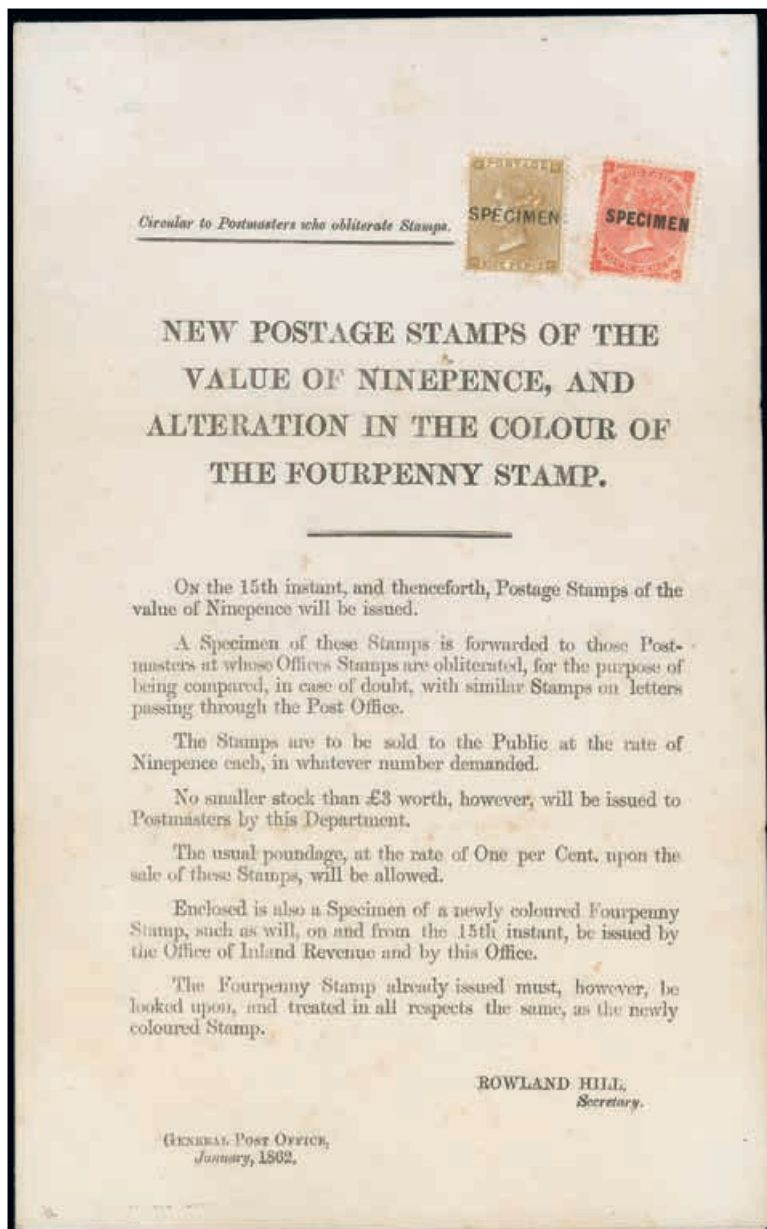 POSTAGE
SPECIMEN
NINE PENCE
SPECIMEN
Circular to Postmasters who obliterate Stamps.
NEW POSTAGE STAMPS OF THE
VALUE OF NINEPENCE, AND
ALTERATION IN THE COLOUR OF
THE FOURPENNY STAMP.
ON the 15th instant, and thenceforth, Postage Stamps of the
value of Ninepence will be issued.
A Specimen of these Stamps is forwarded to those Post-
masters at whose Offices Stamps are obliterated, for the purpose of
being compared, in case of doubt, with similar Stamps on letters
passing through the Post Office.
The Stamps are to be sold to the Public at the rate of
Ninepence each, in whatever number demanded.
No smaller stock than £3 worth, however, will be issued to
Postmasters by this Department.
The usual poundage, at the rate of One per Cent. upon the
sale of these Stamps, will be allowed.
Enclosed is also a Specimen of a newly coloured Fourpenny
Stamp, such as will, on and from the 15th instant, be issued by
the Office of Inland Revenue and by this Office.
The Fourpenny Stamp already issued must, however, be
looked upon, and treated in all respects the same, as the newly
coloured Stamp.
ROWLAND HILL,
Secretary.
GENERAL POST OFFICE,
January, 1862.